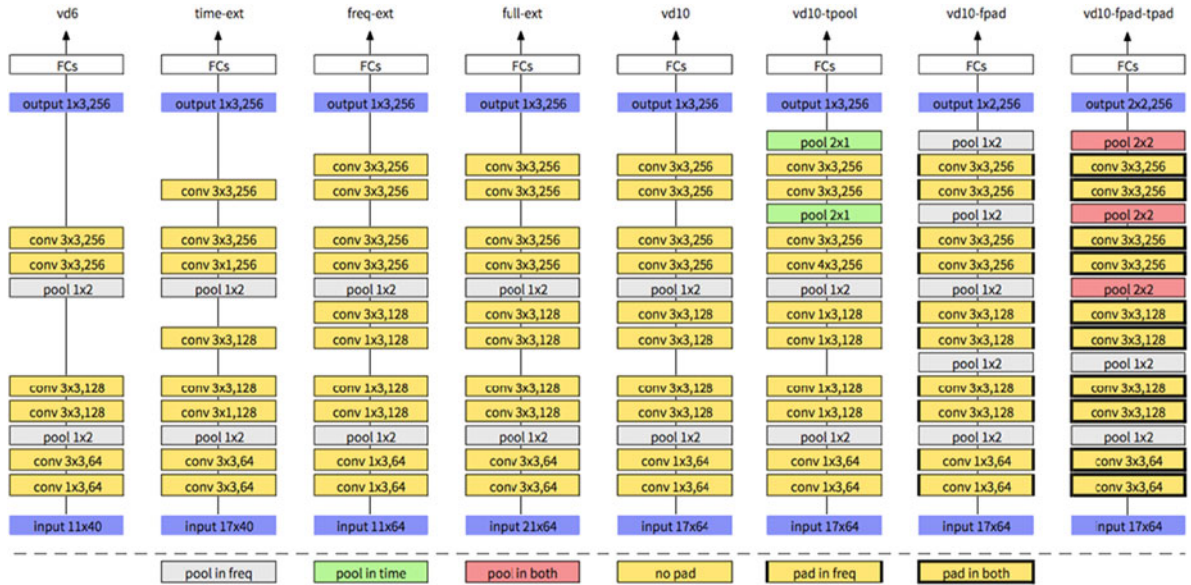 vd6 time-ext freq-ext full-ext vd10 vd10-tpool vd10-fpad vd10-fpad-tpad
FCs FCs FCs FCs FCs FCs FCs FCs
output 1x3,256 output 1x3,256 output 1x3,256 output 1x3,256 output 1x3,256 output 1x3,256 output 1x2,256 output 2x2,256
pool 2x1 pool 1x2 pool 2x2
conv 3x3,256 conv 3x3,256 conv 3x3,256 conv 3x3,256 conv 3x3,256 conv 3x3,256
conv 3x3,256 conv 3x3,256 conv 3x3,256 conv 3x3,256 conv 3x3,256 conv 3x3,256 conv 3x3,256
pool 2x1 pool 1x2 pool 2x2
conv 3x3,256 conv 3x3,256 conv 3x3,256 conv 3x3,256 conv 3x3,256 conv 3x3,256 conv 3x3,256 conv 3x3,256
conv 3x3,256 conv 3x1,256 conv 3x3,256 conv 3x3,256 conv 3x3,256 conv 4x3,256 conv 3x3,256 conv 3x3,256
pool 1x2 pool 1x2 pool 1x2 pool 1x2 pool 1x2 pool 1x2 pool 1x2 pool 2x2
conv 3x3,128 conv 3x3,128 conv 3x3,128 conv 1x3,128 conv 3x3,128 conv 3x3,128
conv 3x3,128 conv 1x3,128 conv 3x3,128 conv 3x3,128 conv 1x3,128 conv 3x3,128 conv 3x3,128
pool 1x2 pool 1x2
conv 3x3,128 conv 3x3,128 conv 1x3,128 conv 3x3,128 conv 3x3,128 conv 1x3,128 conv 3x3,128 conv 3x3,128
conv 3x3,128 conv 3x1,128 conv 1x3,128 conv 3x3,128 conv 3x3,128 conv 1x3,128 conv 3x3,128 conv 3x3,128
pool 1x2 pool 1x2 pool 1x2 pool 1x2 pool 1x2 pool 1x2 pool 1x2 pool 1x2
conv 3x3,64 conv 3x3,64 conv 1x3,64 conv 3x3,64 conv 1x3,64 conv 1x3,64 conv 1x3,64 conv 3x3,64
conv 1x3,64 conv 3x3,64 conv 1x3,64 conv 3x3,64 conv 1x3,64 conv 1x3,64 conv 1x3,64 conv 3x3,64
input 11x40 input 17x40 input 11x64 input 21x64 input 17x64 input 17x64 input 17x64 input 17x64
pool in freq pool in time pool in both no pad pad in freq pad in both